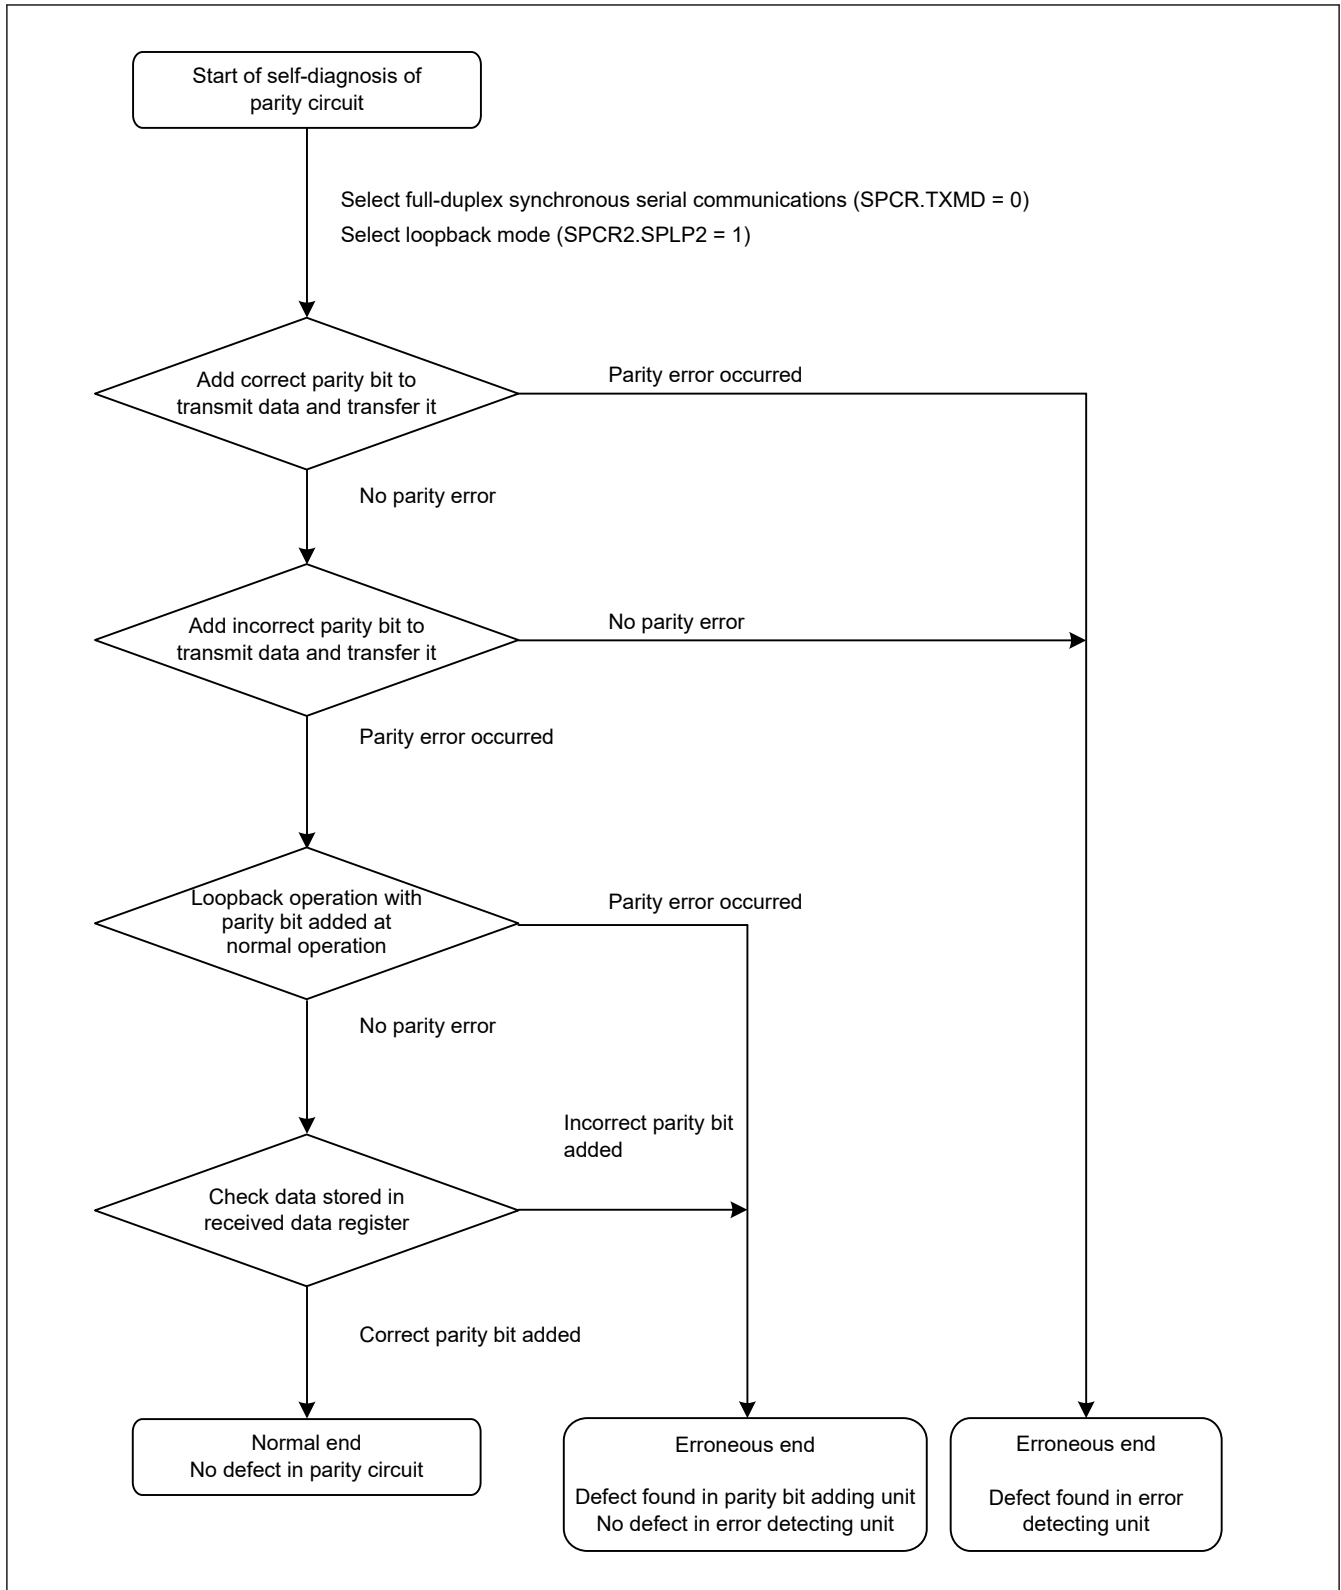 Start of self-diagnosis of
parity circuit
Select full-duplex synchronous serial communications (SPCR.TXMD = 0)
Select loopback mode (SPCR2.SPLP2 = 1)
Add correct parity bit to
transmit data and transfer it
Parity error occurred
No parity error
Add incorrect parity bit to
transmit data and transfer it
No parity error
Parity error occurred
Loopback operation with
parity bit added at
normal operation
Parity error occurred
No parity error
Incorrect parity bit
added
Check data stored in
received data register
Correct parity bit added
Normal end
No defect in parity circuit
Erroneous end
Defect found in parity bit adding unit
No defect in error detecting unit
Erroneous end
Defect found in error
detecting unit